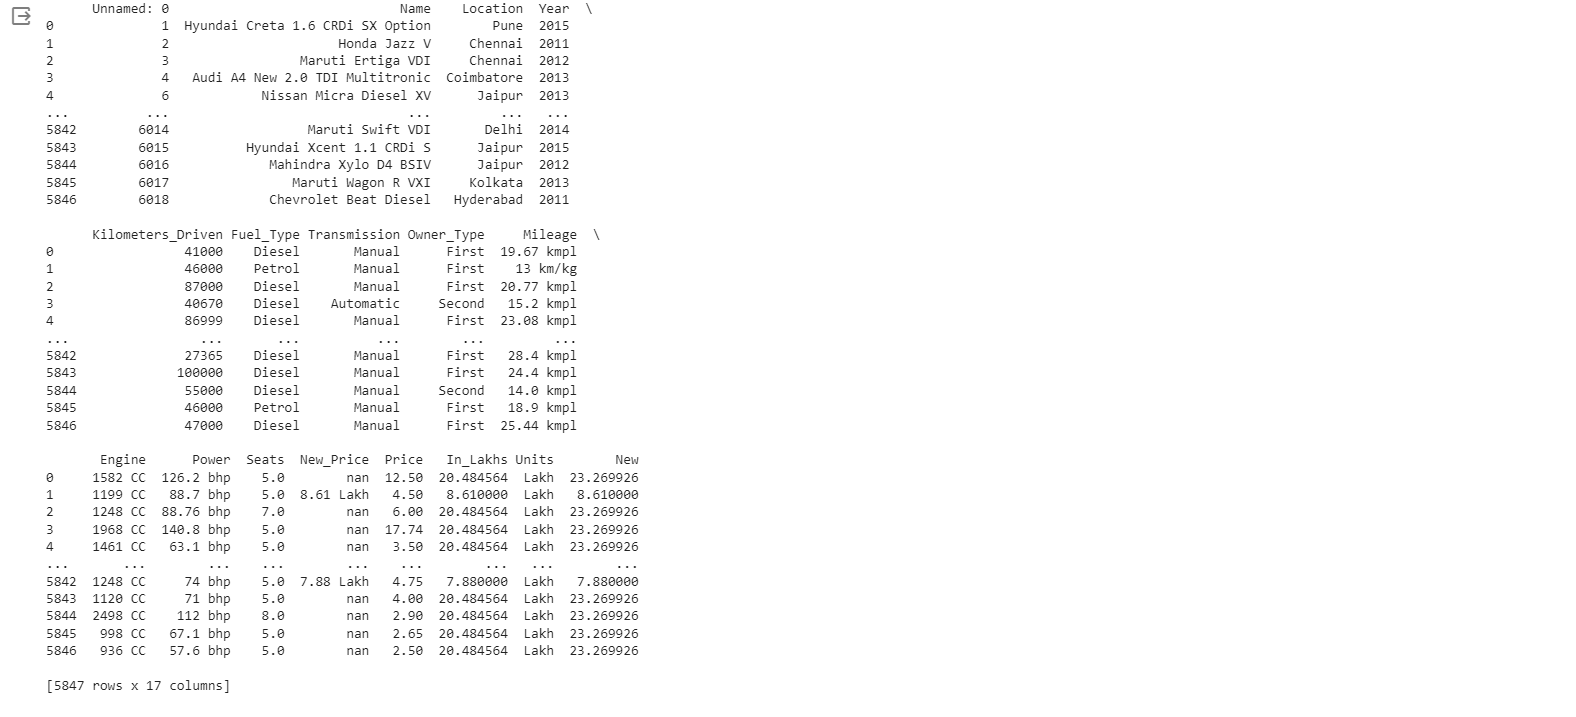 Unnamed: 0 Name Location Year \
0 1 Hyundai Creta 1.6 CRDi SX Option Pune 2015
1 2 Honda Jazz V Chennai 2011
2 3 Maruti Ertiga VDI Chennai 2012
3 4 Audi A4 New 2.0 TDI Multitronic Coimbatore 2013
4 6 Nissan Micra Diesel XV Jaipur 2013
... ... ... ... ...
5842 6014 Maruti Swift VDI Delhi 2014
5843 6015 Hyundai Xcent 1.1 CRDi S Jaipur 2015
5844 6016 Mahindra Xylo D4 BSIV Jaipur 2012
5845 6017 Maruti Wagon R VXI Kolkata 2013
5846 6018 Chevrolet Beat Diesel Hyderabad 2011
Kilometers_Driven Fuel_Type Transmission Owner_Type Mileage \
0 41000 Diesel Manual First 19.67 kmpl
1 46000 Petrol Manual First 13 km/kg
2 87000 Diesel Manual First 20.77 kmpl
3 40670 Diesel Automatic Second 15.2 kmpl
4 86999 Diesel Manual First 23.08 kmpl
... ... ... ... ... ...
5842 27365 Diesel Manual First 28.4 kmpl
5843 100000 Diesel Manual First 24.4 kmpl
5844 55000 Diesel Manual Second 14.0 kmpl
5845 46000 Petrol Manual First 18.9 kmpl
5846 47000 Diesel Manual First 25.44 kmpl
Engine Power Seats New_Price Price In_Lakhs Units New
0 1582 CC 126.2 bhp 5.0 nan 12.50 20.484564 Lakh 23.269926
1 1199 CC 88.7 bhp 5.0 8.61 Lakh 4.50 8.610000 Lakh 8.610000
2 1248 CC 88.76 bhp 7.0 nan 6.00 20.484564 Lakh 23.269926
3 1968 CC 140.8 bhp 5.0 nan 17.74 20.484564 Lakh 23.269926
4 1461 CC 63.1 bhp 5.0 nan 3.50 20.484564 Lakh 23.269926
... ... ... ... ... ... ... ... ...
5842 1248 CC 74 bhp 5.0 7.88 Lakh 4.75 7.880000 Lakh 7.880000
5843 1120 CC 71 bhp 5.0 nan 4.00 20.484564 Lakh 23.269926
5844 2498 CC 112 bhp 8.0 nan 2.90 20.484564 Lakh 23.269926
5845 998 CC 67.1 bhp 5.0 nan 2.65 20.484564 Lakh 23.269926
5846 936 CC 57.6 bhp 5.0 nan 2.50 20.484564 Lakh 23.269926
[5847 rows x 17 columns]